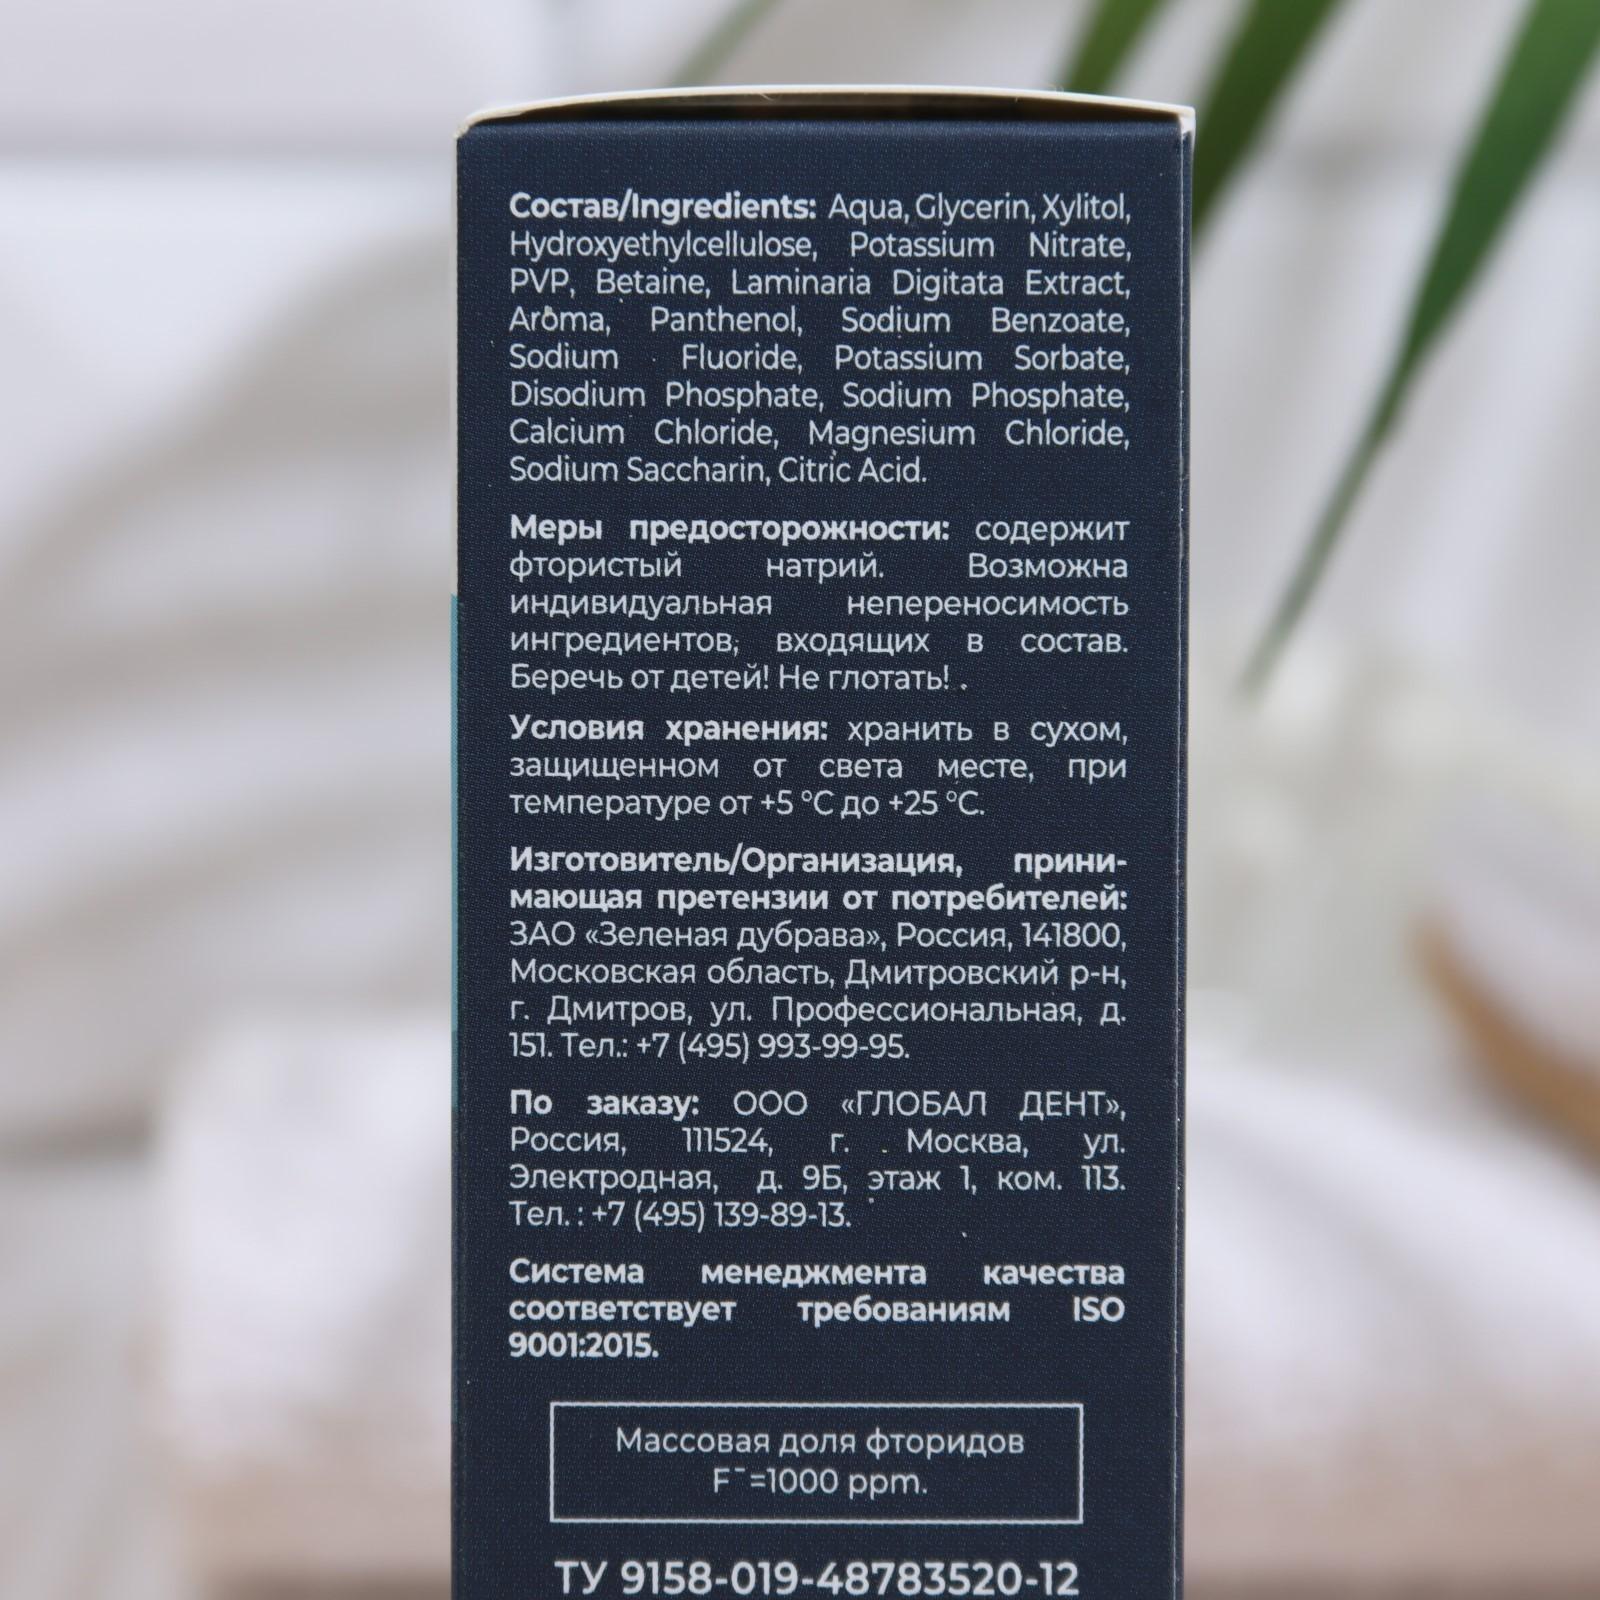 Состав/Ingredients: Aqua, Glycerin, Xylitol,
Hydroxyethylcellulose, Potassium Nitrate,
PVP, Betaine, Laminaria Digitata Extract,
Aroma, Panthenol, Sodium Benzoate,
Sodium Fluoride, Potassium Sorbate,
Disodium Phosphate, Sodium Phosphate,
Calcium Chloride, Magnesium Chloride,
Sodium Saccharin, Citric Acid.
Меры предосторожности: содержит
фтористый натрий. Возможна
индивидуальная непереносимость
ингредиентов, входящих в состав.
Беречь от детей! Не глотать!
Условия хранения: хранить в сухом,
защищенном от света месте, при
температуре от +5 °С до +25 °С.
Изготовитель/Организация, прини-
мающая претензии от потребителей:
ЗАО «Зеленая дубрава», Россия, 141800,
Московская область, Дмитровский р-н,
г. Дмитров, ул. Профессиональная, д.
151. Тел.: +7 (495) 993-99-95.
По заказу: ООО «ГЛОБАЛ ДЕНТ»,
Россия, 111524, г. Москва, ул.
Электродная, д. 9Б, этаж 1, ком. 113.
Тел. : +7 (495) 139-89-13.
Система менеджмента качества
соответствует требованиям ISO
9001:2015.
Массовая доля фторидов
F⁻=1000 ppm.
ТУ 9158-019-48783520-12